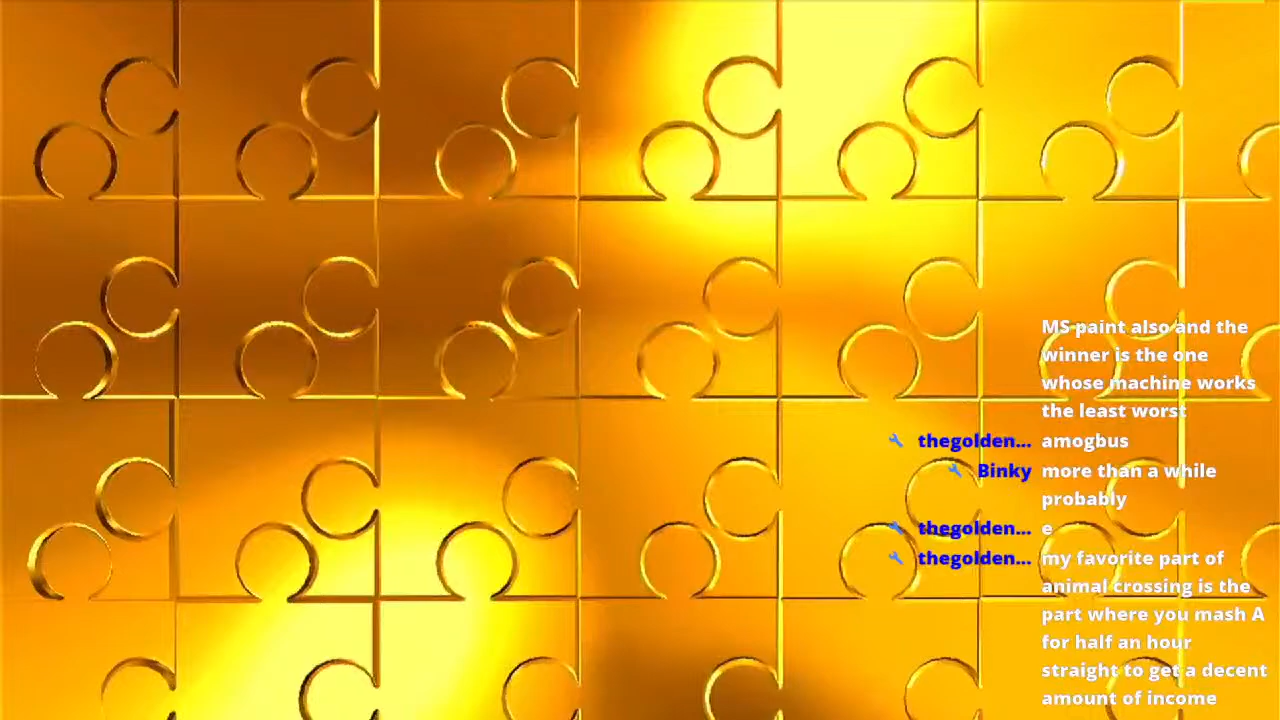 MS paint also and the
winner is the one
whose machine works
the least worst
thegolden... amogbus
Binky more than a while
probably
thegolden... e
thegolden... my favorite part of
animal crossing is the
part where you mash A
for half an hour
straight to get a decent
amount of income